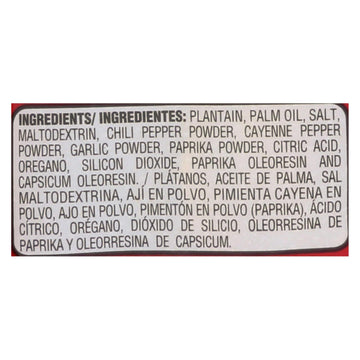 INGREDIENTS/ INGREDIENTES: PLANTAIN, PALM OIL, SALT,
MALTODEXTRIN, CHILI PEPPER POWDER, CAYENNE PEPPER
POWDER, GARLIC POWDER, PAPRIKA POWDER, CITRIC ACID,
OREGANO, SILICON DIOXIDE, PAPRIKA OLEORESIN AND
CAPSICUM OLEORESIN. / PLÁTANOS, ACEITE DE PALMA, SAL
MALTODEXTRINA, AJÍ EN POLVO, PIMIENTA CAYENA EN
POLVO, AJO EN POLVO, PIMENTÓN EN POLVO (PAPRIKA), ÁCIDO
CITRICO, ORÉGANO, DIÓXIDO DE SILICIO, OLEORRESINA DE
PAPRIKA Y OLEORRESINA DE CAPSICUM.